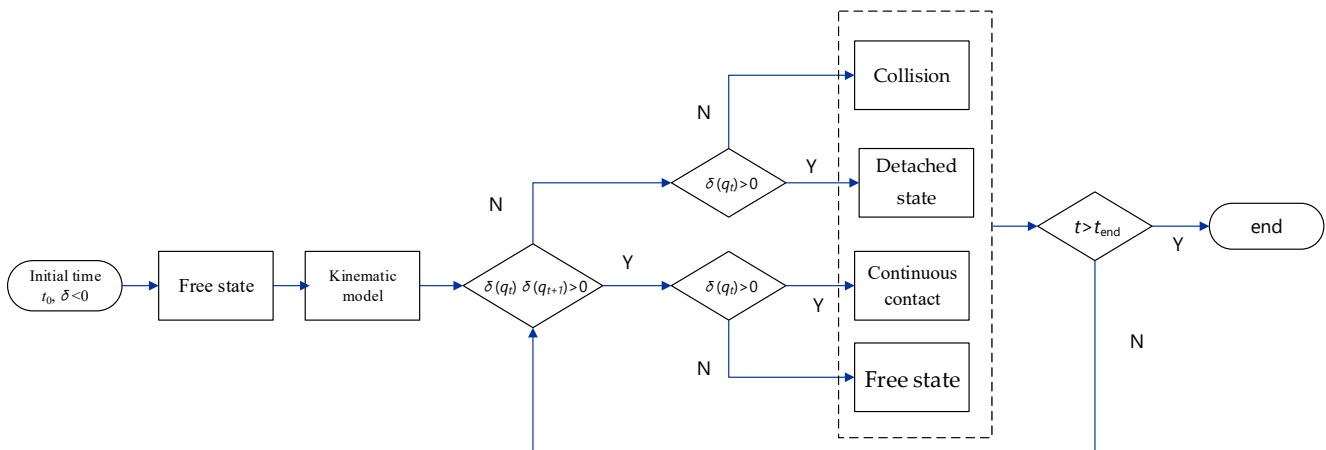 Initial time
t₀, δ<0
Free state
Kinematic
model
δ(qₜ) δ(qₜ₊₁)>0
N
Y
δ(qₜ)>0
N
Y
Collision
Detached
state
δ(qₜ)>0
Y
N
Continuous
contact
Free state
t>t_end
Y
N
end